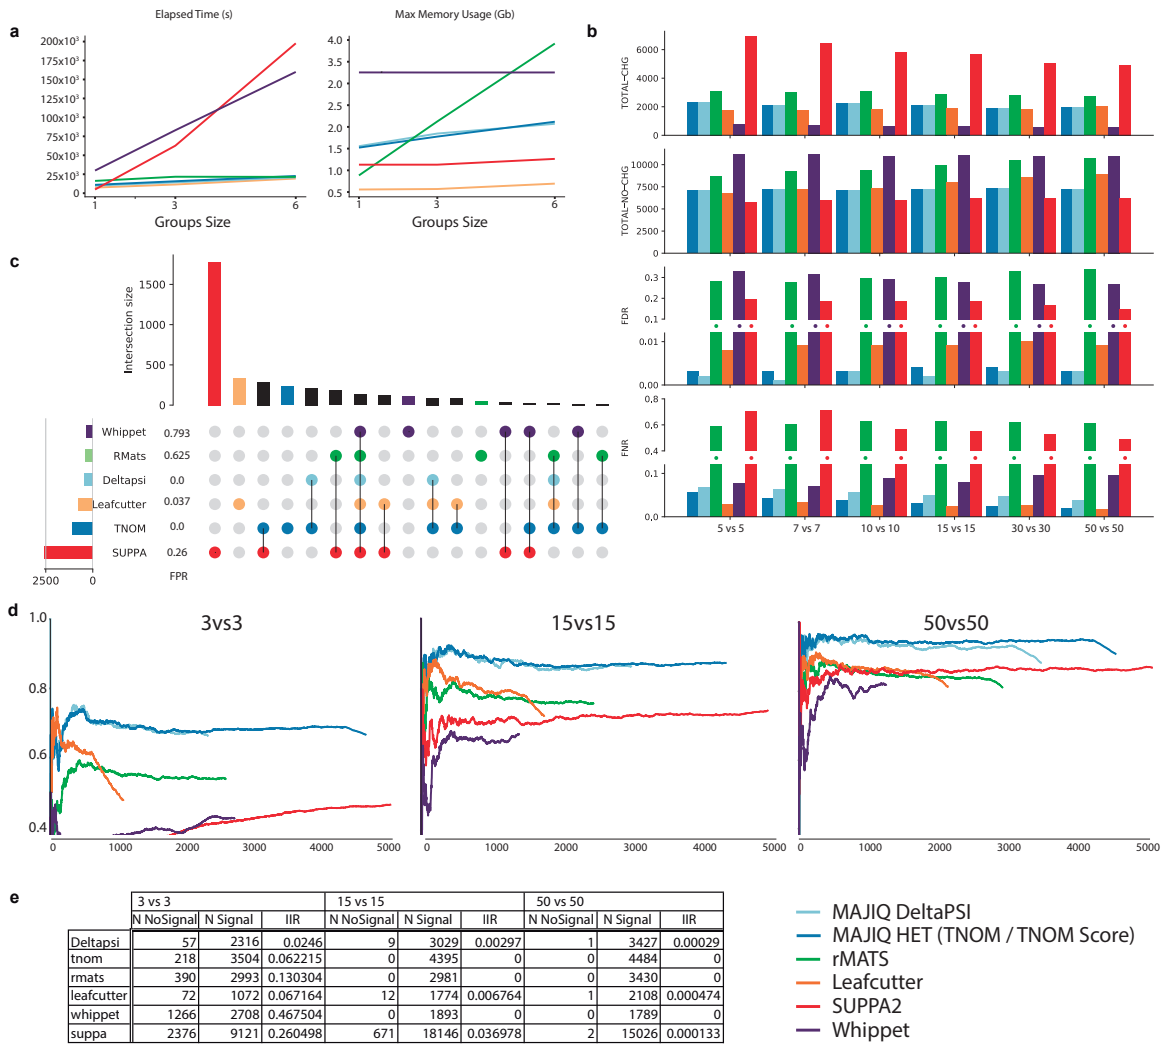 a
Elapsed Time (s)
200x10³
175x10³
150x10³
125x10³
100x10³
75x10³
50x10³
25x10³
0
1 3 6
Groups Size
Max Memory Usage (Gb)
4.0
3.5
3.0
2.5
2.0
1.5
1.0
0.5
1 3 6
Groups Size
b
TOTAL−CHG
6000
4000
2000
0
TOTAL-NO-CHG
10000
7500
5000
2500
0
FDR
0.3
0.2
0.1
0.01
0,00
FNR
0.8
0.6
0.4
0.1
0,0
5 vs 5 7 vs 7 10 vs 10 15 vs 15 30 vs 30 50 vs 50
c
Intersection size
1500
1000
500
0
Whippet 0.793
RMats 0.625
Deltapsi 0.0
Leafcutter 0.037
TNOM 0.0
SUPPA 0.26
2500 0 FPR
d
3vs3
15vs15
50vs50
1.0
0.8
0.6
0.4
0 1000 2000 3000 4000 5000
0 1000 2000 3000 4000 5000
0 1000 2000 3000 4000 5000
e
3 vs 3 15 vs 15 50 vs 50
N NoSignal N Signal IIR N NoSignal N Signal IIR N NoSignal N Signal IIR
Deltapsi 57 2316 0.0246 9 3029 0.00297 1 3427 0.00029
tnom 218 3504 0.062215 0 4395 0 0 4484 0
rmats 390 2993 0.130304 0 2981 0 0 3430 0
leafcutter 72 1072 0.067164 12 1774 0.006764 1 2108 0.000474
whippet 1266 2708 0.467504 0 1893 0 0 1789 0
suppa 2376 9121 0.260498 671 18146 0.036978 2 15026 0.000133
MAJIQ DeltaPSI
MAJIQ HET (TNOM / TNOM Score)
rMATS
Leafcutter
SUPPA2
Whippet